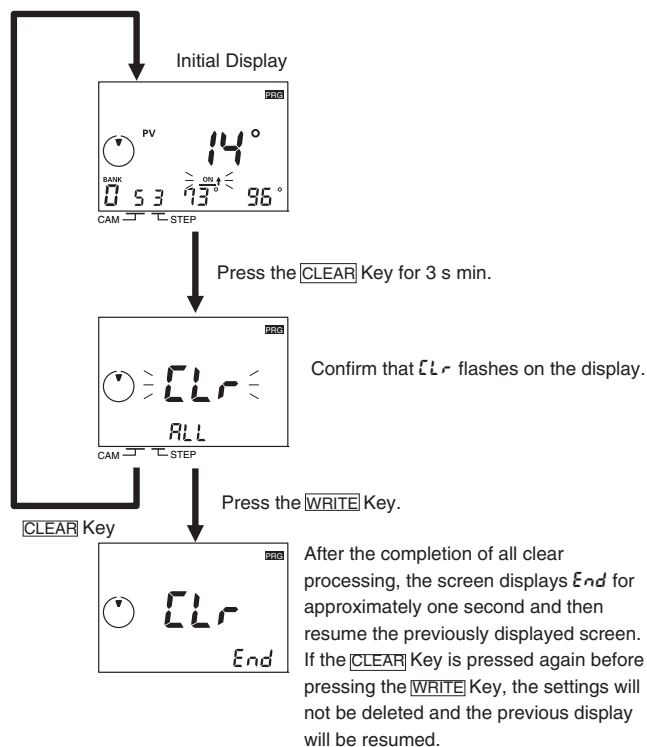 Initial Display
PRG
PV
14°
BANK
ON
0 5 3 73° 96°
CAM STEP
Press the CLEAR Key for 3 s min.
PRG
CLr
Confirm that CLr flashes on the display.
ALL
CAM STEP
Press the WRITE Key.
CLEAR Key
PRG
CLr
End
After the completion of all clear
processing, the screen displays End for
approximately one second and then
resume the previously displayed screen.
If the CLEAR Key is pressed again before
pressing the WRITE Key, the settings will
not be deleted and the previous display
will be resumed.